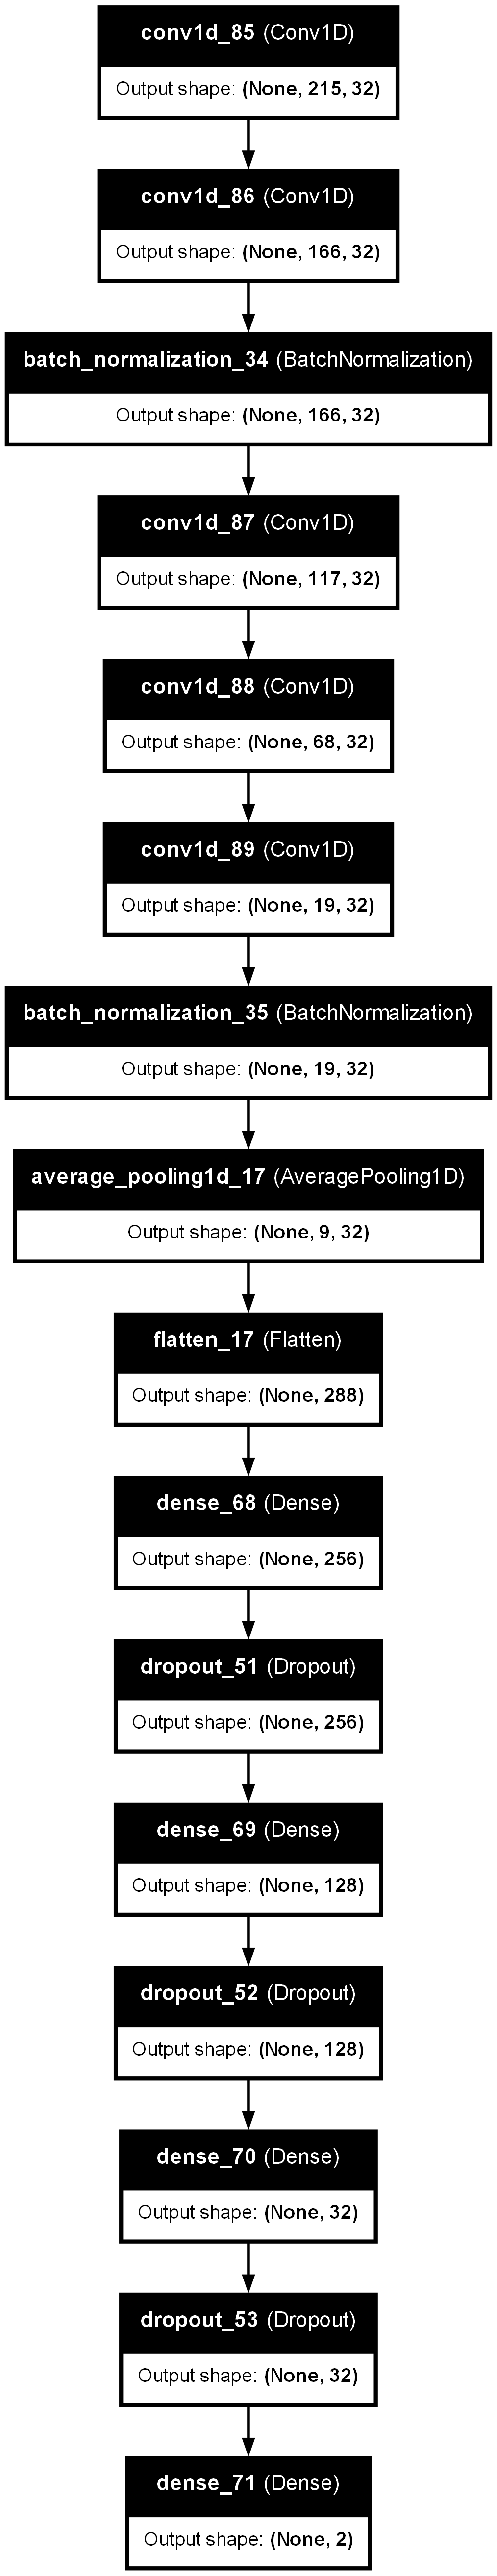 conv1d_85 (Conv1D)
Output shape: (None, 215, 32)
conv1d_86 (Conv1D)
Output shape: (None, 166, 32)
batch_normalization_34 (BatchNormalization)
Output shape: (None, 166, 32)
conv1d_87 (Conv1D)
Output shape: (None, 117, 32)
conv1d_88 (Conv1D)
Output shape: (None, 68, 32)
conv1d_89 (Conv1D)
Output shape: (None, 19, 32)
batch_normalization_35 (BatchNormalization)
Output shape: (None, 19, 32)
average_pooling1d_17 (AveragePooling1D)
Output shape: (None, 9, 32)
flatten_17 (Flatten)
Output shape: (None, 288)
dense_68 (Dense)
Output shape: (None, 256)
dropout_51 (Dropout)
Output shape: (None, 256)
dense_69 (Dense)
Output shape: (None, 128)
dropout_52 (Dropout)
Output shape: (None, 128)
dense_70 (Dense)
Output shape: (None, 32)
dropout_53 (Dropout)
Output shape: (None, 32)
dense_71 (Dense)
Output shape: (None, 2)